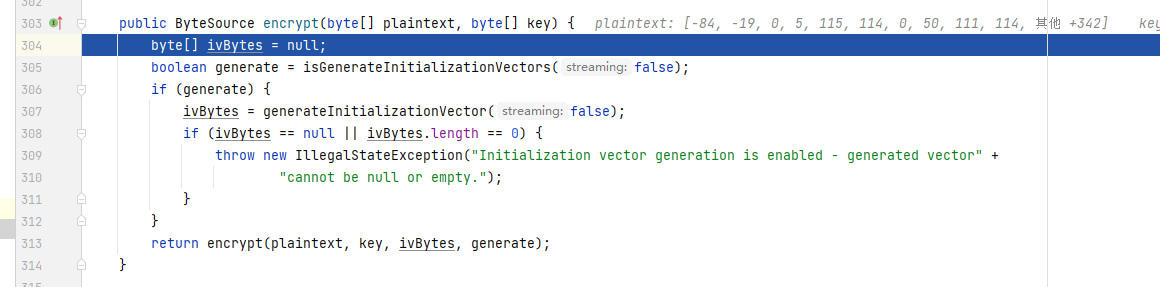 302
303 public ByteSource encrypt(byte[] plaintext, byte[] key) { plaintext: [-84, -19, 0, 5, 115, 114, 0, 50, 111, 114, 其他 +342] key
304 byte[] ivBytes = null;
305 boolean generate = isGenerateInitializationVectors( streaming: false);
306 if (generate) {
307 ivBytes = generateInitializationVector( streaming: false);
308 if (ivBytes == null || ivBytes.length == 0) {
309 throw new IllegalStateException("Initialization vector generation is enabled - generated vector" +
310 "cannot be null or empty.");
311 }
312 }
313 return encrypt(plaintext, key, ivBytes, generate);
314 }
315